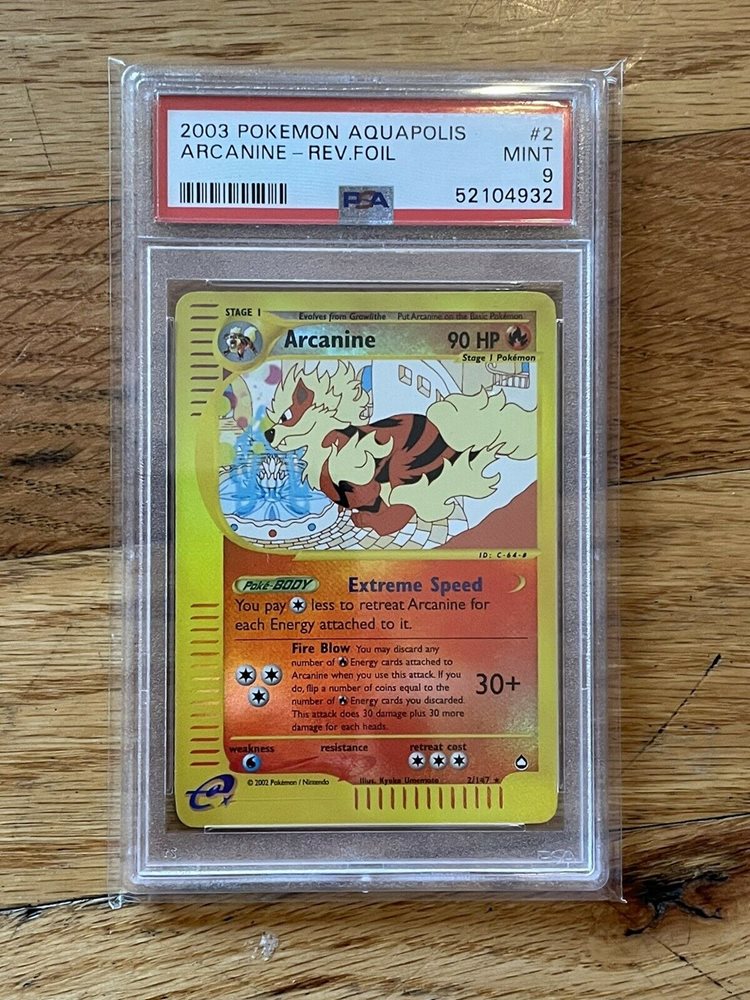 2003 POKEMON AQUAPOLIS #2
ARCANINE - REV.FOIL MINT
9
PSA 52104932
STAGE 1 Evolves from Growlithe Put Arcanine on the Basic Pokémon
Arcanine 90 HP
Stage 1 Pokémon
ID: C-64-#
Poké-BODY Extreme Speed
You pay less to retreat Arcanine for
each Energy attached to it.
Fire Blow You may discard any
number of Energy cards attached to
Arcanine when you use this attack. If you
do, flip a number of coins equal to the
number of Energy cards you discarded.
This attack does 30 damage plus 30 more
damage for each heads.
30+
weakness resistance retreat cost
© 2002 Pokémon / Nintendo Illus. Kyoko Umemoto 2/147 ★
e
PSA